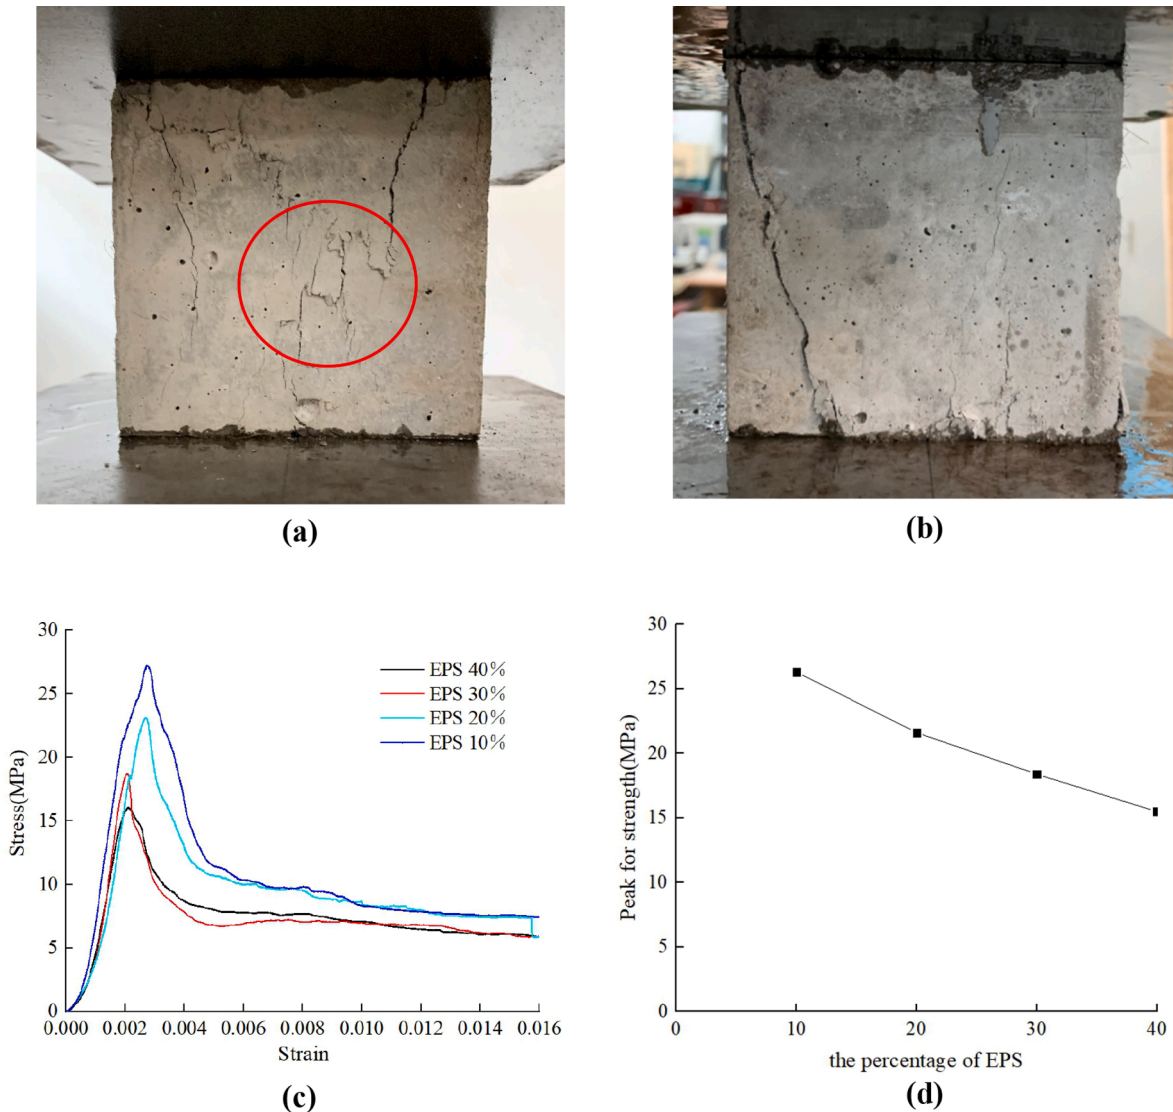 (a)
(b)
30
25
20
15
10
5
0
Stress(MPa)
EPS 40%
EPS 30%
EPS 20%
EPS 10%
0.000 0.002 0.004 0.006 0.008 0.010 0.012 0.014 0.016
Strain
(c)
30
25
20
15
10
5
0
Peak for strength(MPa)
0 10 20 30 40
the percentage of EPS
(d)